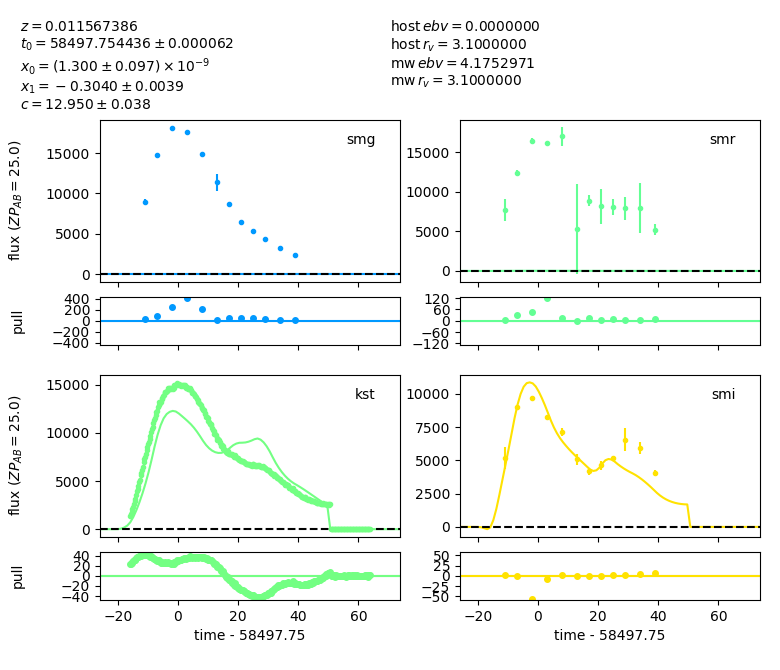 z = 0.011567386
t₀ = 58497.754436 ± 0.000062
x₀ = (1.300 ± 0.097) × 10⁻⁹
x₁ = −0.3040 ± 0.0039
c = 12.950 ± 0.038
host ebv = 0.0000000
host r_v = 3.1000000
mw ebv = 4.1752971
mw r_v = 3.1000000
flux (ZP_AB = 25.0)
15000
10000
5000
0
smg
15000
10000
5000
0
smr
pull
400
200
0
−200
−400
120
60
0
−60
−120
flux (ZP_AB = 25.0)
15000
10000
5000
0
kst
10000
7500
5000
2500
0
smi
pull
40
20
0
−20
−40
50
25
0
−25
−50
−20 0 20 40 60
−20 0 20 40 60
time - 58497.75
time - 58497.75